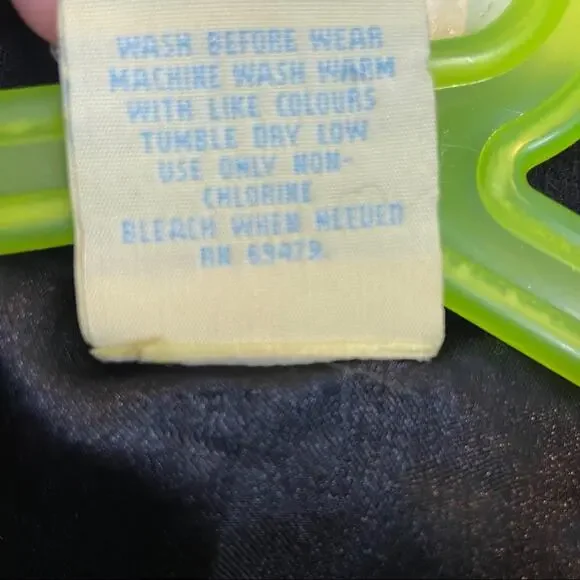 WASH BEFORE WEAR
MACHINE WASH WARM
WITH LIKE COLOURS
TUMBLE DRY LOW
USE ONLY NON-
CHLORINE
BLEACH WHEN NEEDED
RN 69479.